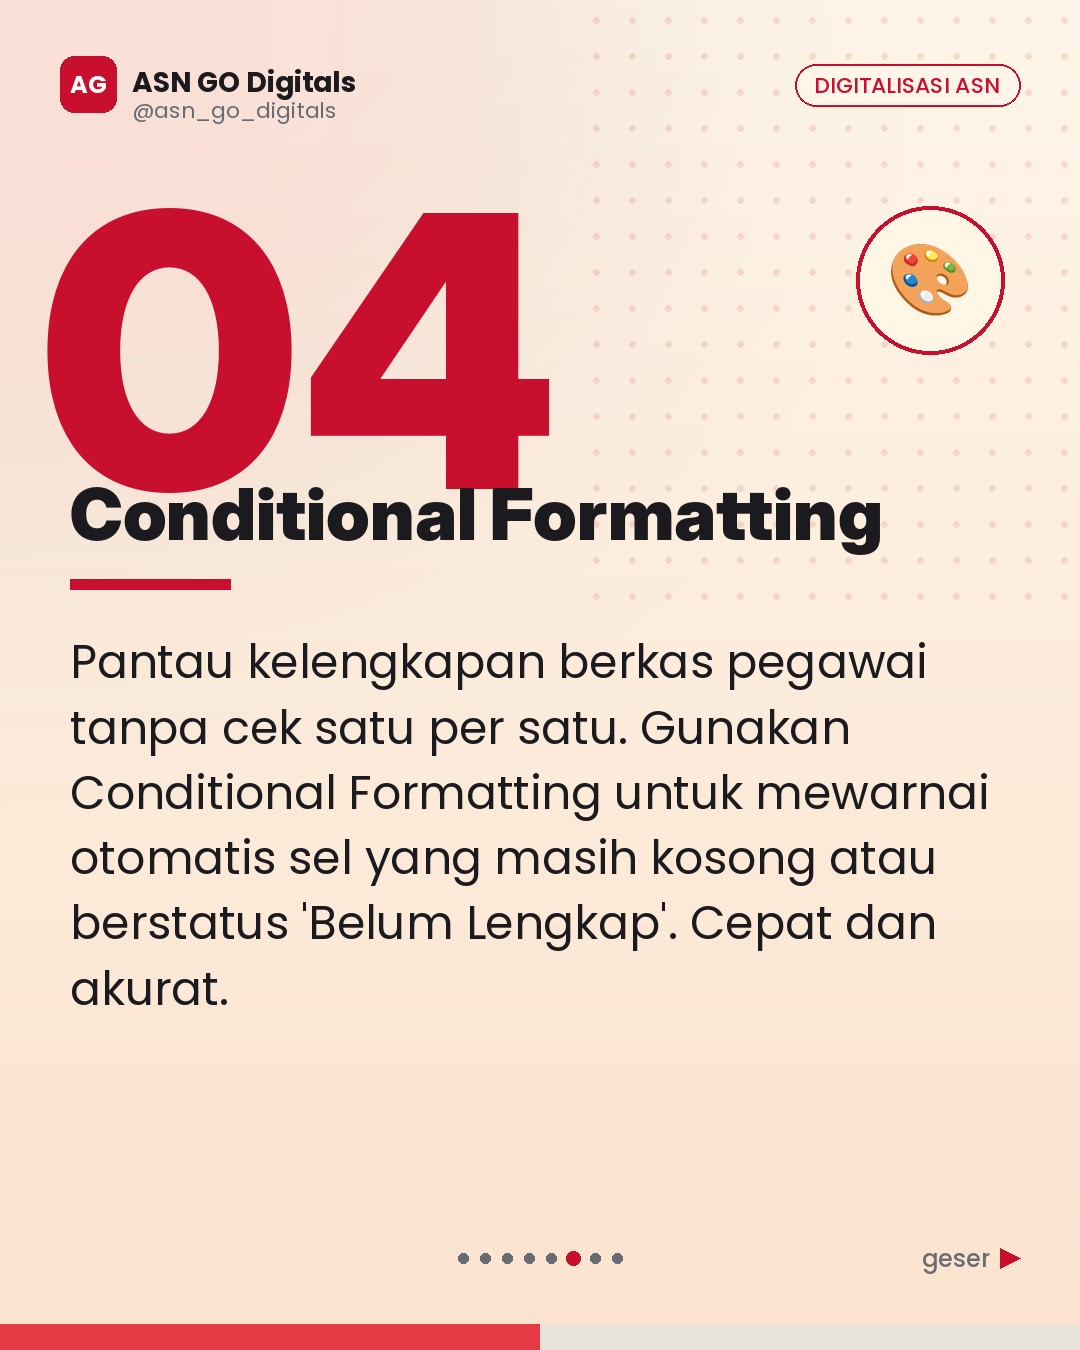 AG
ASN GO Digitals
@asn_go_digitals
DIGITALISASI ASN
04
Conditional Formatting
Pantau kelengkapan berkas pegawai
tanpa cek satu per satu. Gunakan
Conditional Formatting untuk mewarnai
otomatis sel yang masih kosong atau
berstatus 'Belum Lengkap'. Cepat dan
akurat.
geser